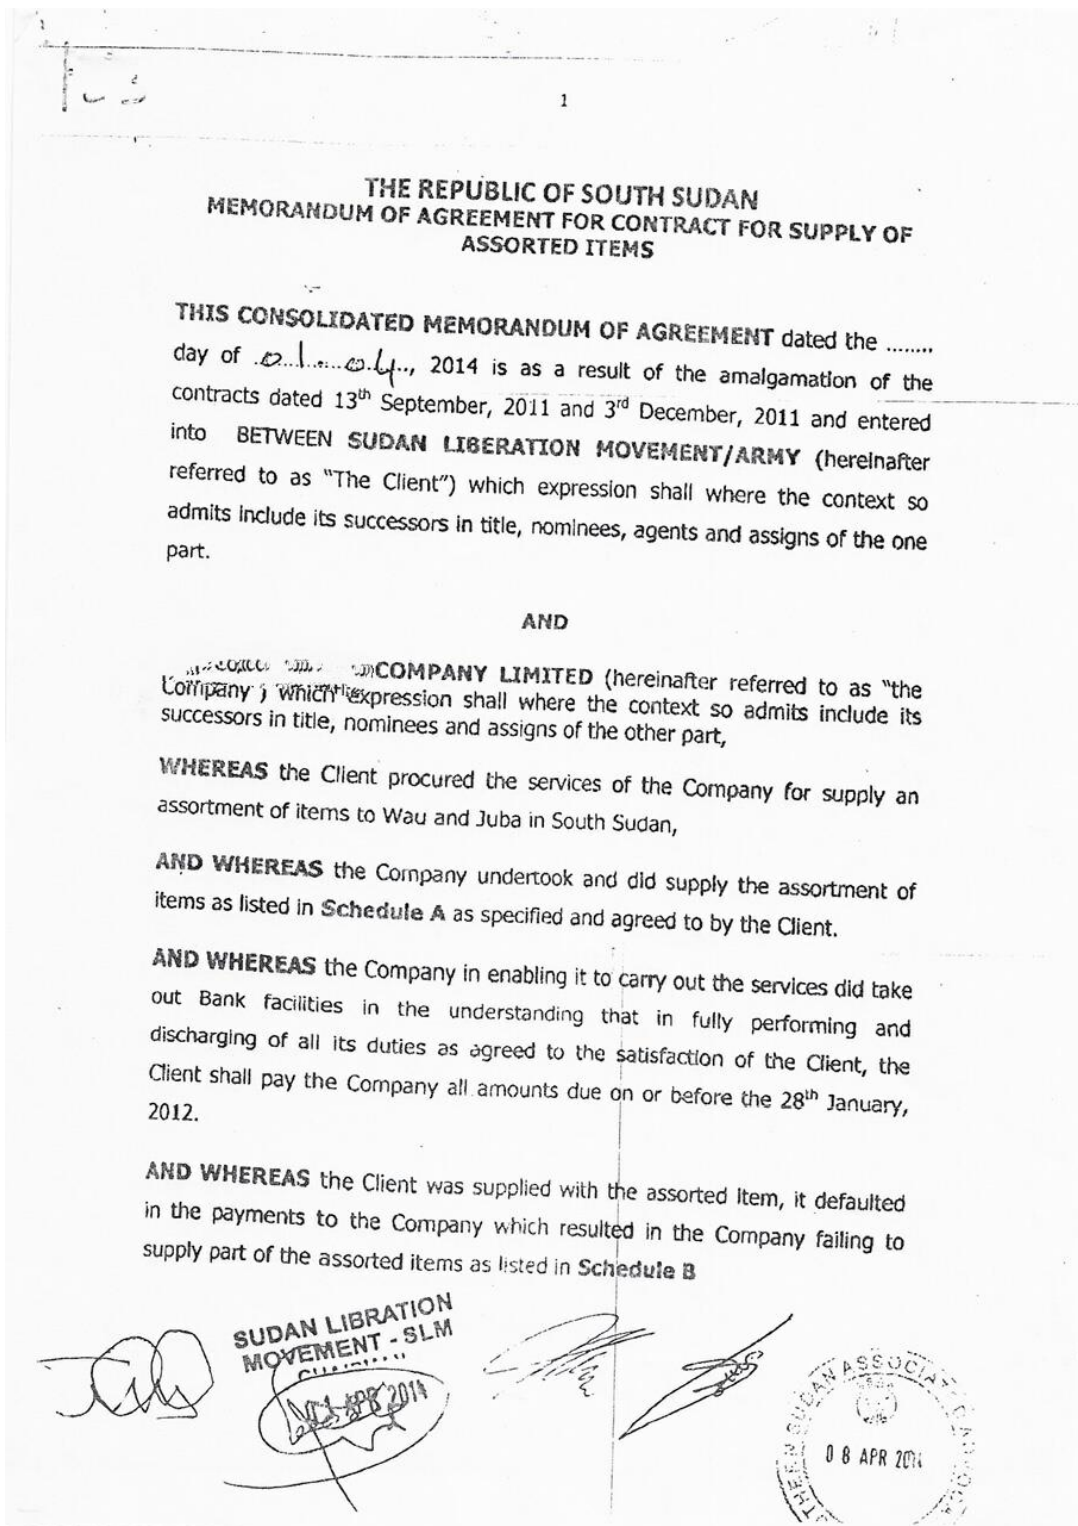 1
THE REPUBLIC OF SOUTH SUDAN
MEMORANDUM OF AGREEMENT FOR CONTRACT FOR SUPPLY OF
ASSORTED ITEMS
THIS CONSOLIDATED MEMORANDUM OF AGREEMENT dated the ........
day of .01...04.., 2014 is as a result of the amalgamation of the
contracts dated 13th September, 2011 and 3rd December, 2011 and entered
into BETWEEN SUDAN LIBERATION MOVEMENT/ARMY (hereinafter
referred to as "The Client") which expression shall where the context so
admits include its successors in title, nominees, agents and assigns of the one
part.
AND
COMPANY LIMITED (hereinafter referred to as "the
Company") which expression shall where the context so admits include its
successors in title, nominees and assigns of the other part,
WHEREAS the Client procured the services of the Company for supply an
assortment of items to Wau and Juba in South Sudan,
AND WHEREAS the Company undertook and did supply the assortment of
items as listed in Schedule A as specified and agreed to by the Client.
AND WHEREAS the Company in enabling it to carry out the services did take
out Bank facilities in the understanding that in fully performing and
discharging of all its duties as agreed to the satisfaction of the Client, the
Client shall pay the Company all amounts due on or before the 28th January,
2012.
AND WHEREAS the Client was supplied with the assorted Item, it defaulted
in the payments to the Company which resulted in the Company failing to
supply part of the assorted items as listed in Schedule B
SUDAN LIBRATION
MOVEMENT - SLM
APR 2014
SUDAN ASSOCIAT
08 APR 2014